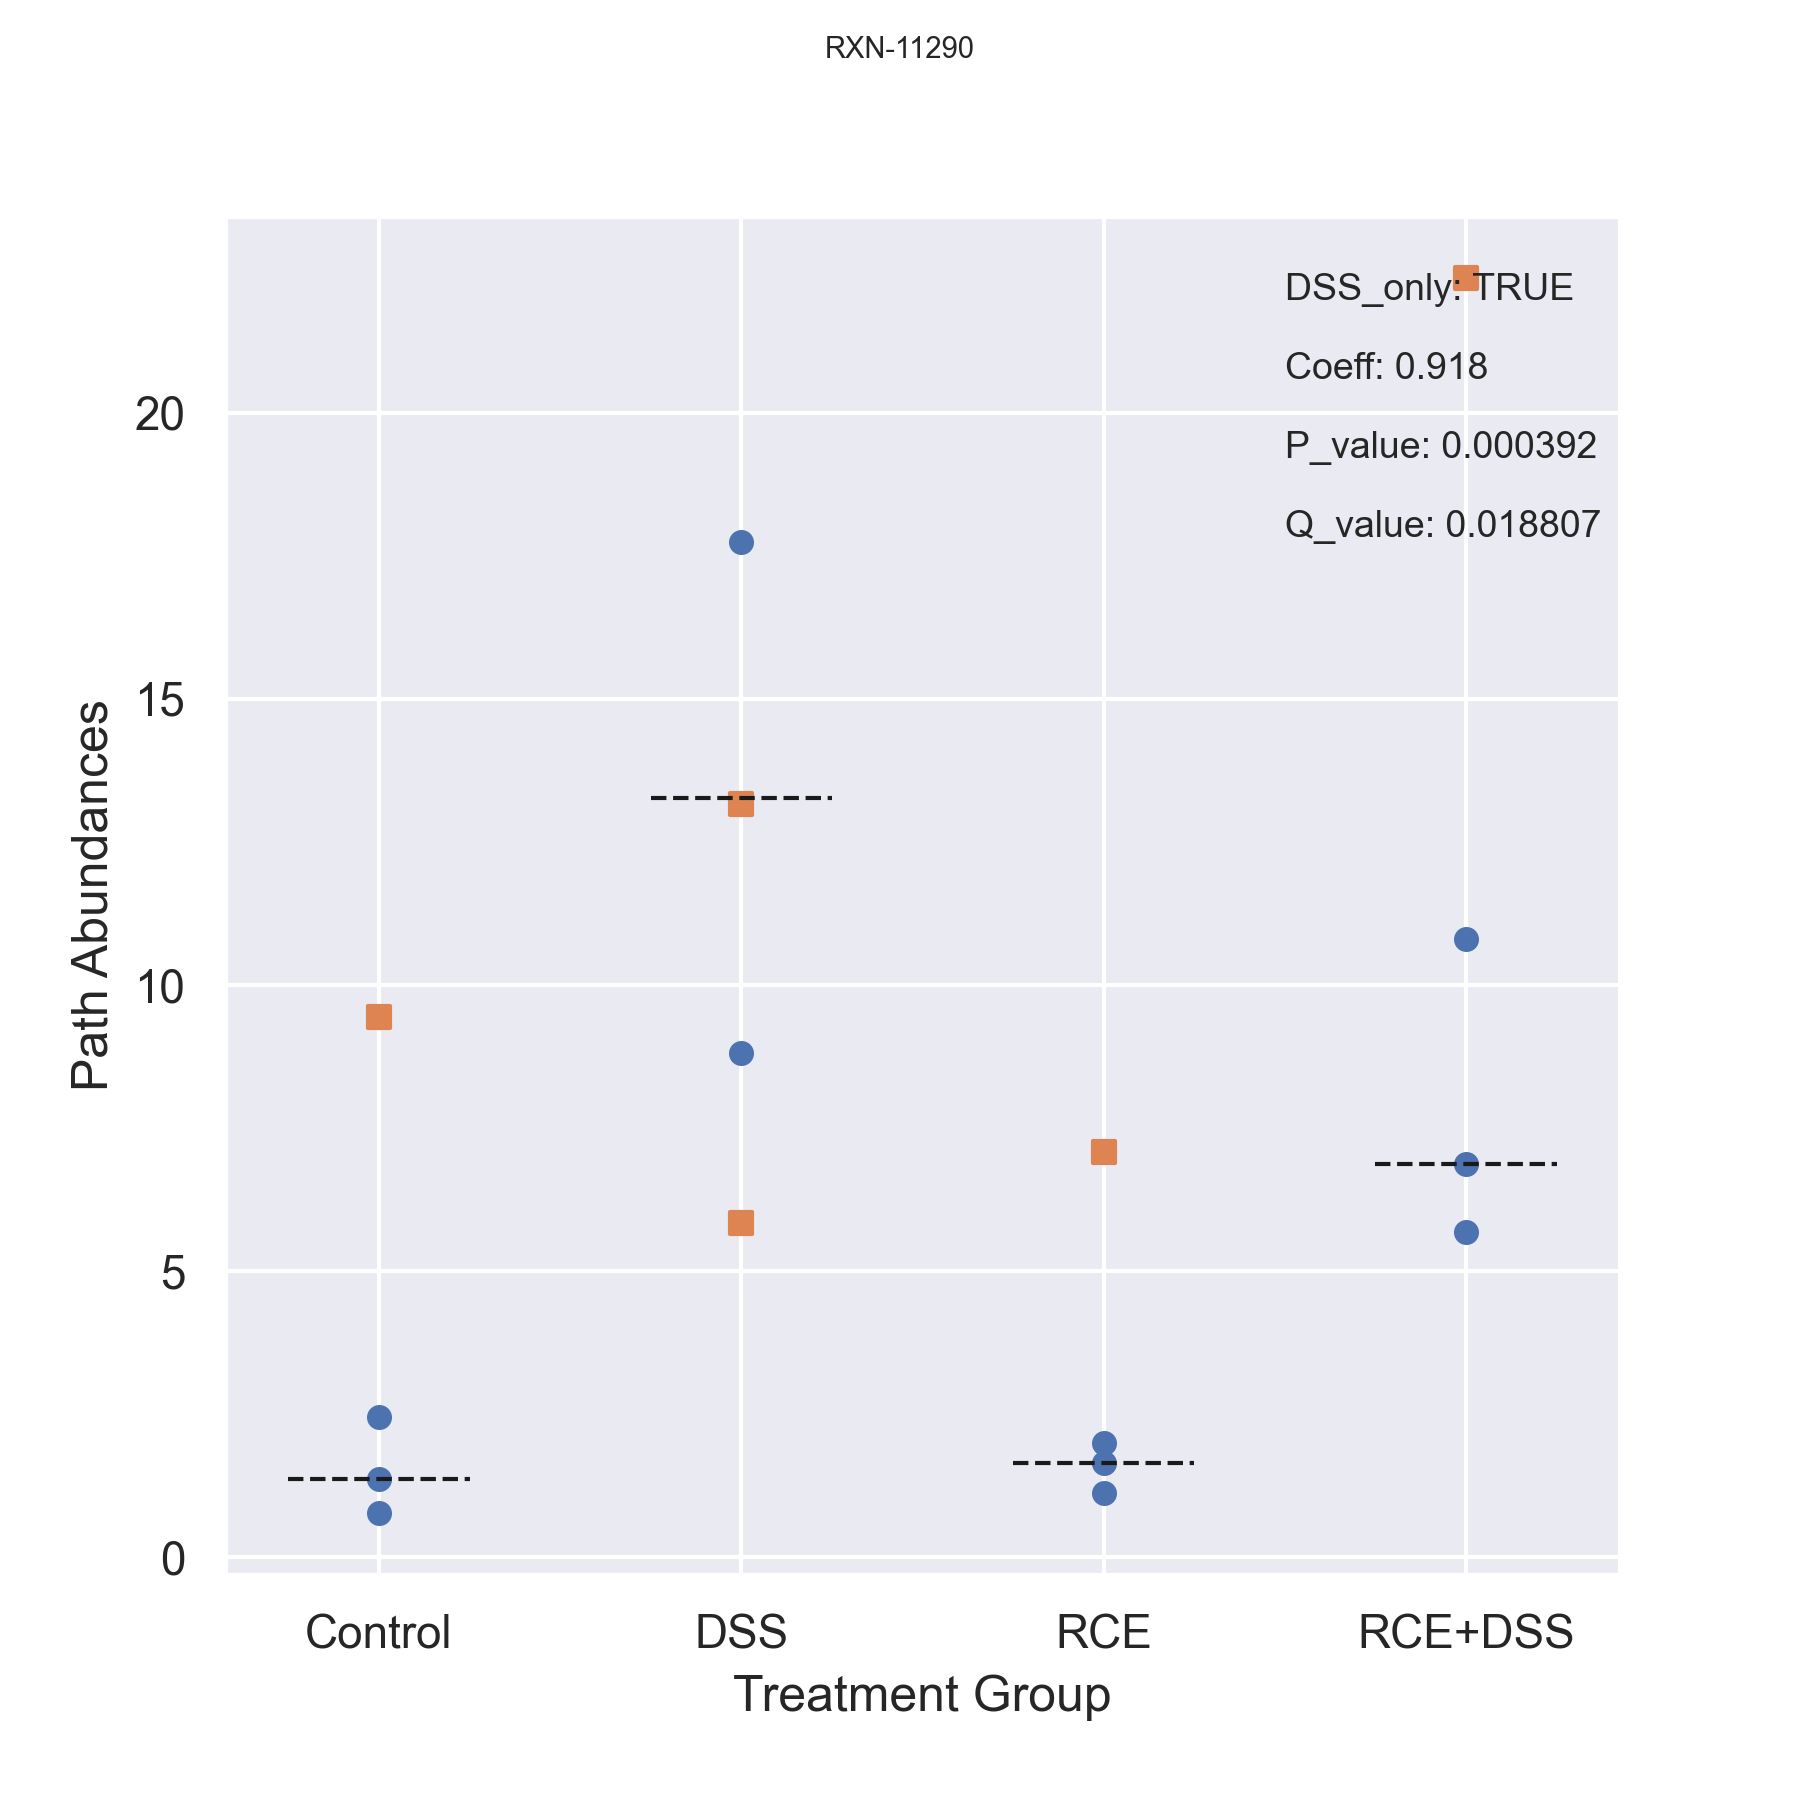 RXN-11290
DSS_only: TRUE
Coeff: 0.918
P_value: 0.000392
Q_value: 0.018807
Path Abundances
20
15
10
5
0
Control DSS RCE RCE+DSS
Treatment Group